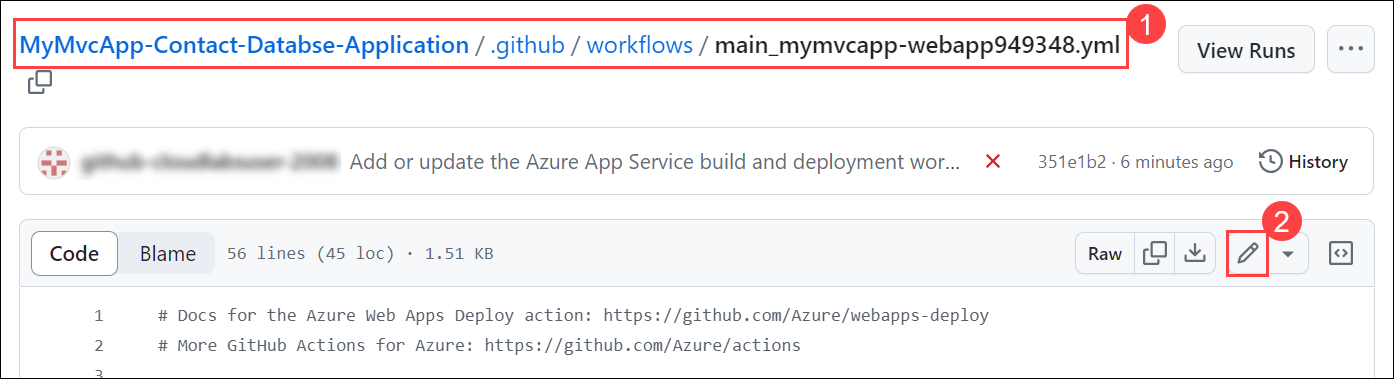 MyMvcApp-Contact-Databse-Application / .github / workflows / main_mymvcapp-webapp949348.yml
1
View Runs
Add or update the Azure App Service build and deployment wor... 351e1b2 · 6 minutes ago History
2
Code Blame 56 lines (45 loc) · 1.51 KB Raw
1 # Docs for the Azure Web Apps Deploy action: https://github.com/Azure/webapps-deploy
2 # More GitHub Actions for Azure: https://github.com/Azure/actions
3